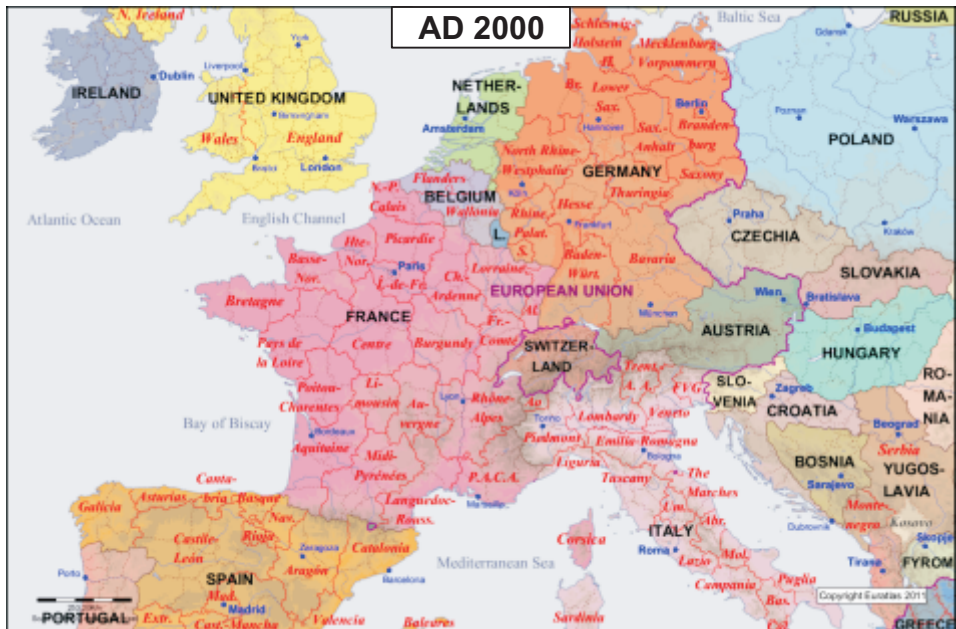 AD 2000
N. Ireland
York
Schleswig-
Holstein
H.
Mecklenburg-
Vorpommern
Baltic Sea
Gdansk
RUSSIA
Liverpool
Dublin
IRELAND
UNITED KINGDOM
Birmingham
Wales
England
Bristol
London
NETHER-
LANDS
Amsterdam
Br.
Lower
Sax.
Hannover
Berlin
Branden-
burg
Sax.-
Anhalt
Poznan
Warszawa
POLAND
North Rhine-
Westphalia
GERMANY
Saxony
Köln
Thuringia
Hesse
Frankfurt
Flanders
BELGIUM
Wallonia
N.-P.
Calais
Atlantic Ocean
English Channel
L.
Rhine
Palat.
S.
Baden-
Würt.
Bavaria
München
Praha
CZECHIA
Kraków
SLOVAKIA
Bratislava
Wien
AUSTRIA
Budapest
HUNGARY
Hte-
Nor.
Picardie
Basse-
Nor.
Paris
Î.-de-Fr.
Ch.-
Ardenne
Lorraine
EUROPEAN UNION
Al.
Bretagne
FRANCE
Pays de
la Loire
Centre
Burgundy
Fr.-
Comté
SWITZER-
LAND
Trent.
A. A.
FVG
SLO-
VENIA
Zagreb
CROATIA
RO-
MA-
NIA
Poitou-
Charentes
Li-
mousin
Au-
vergne
Lyon
Rhône-
Alpes
Ao
Torino
Lombardy
Veneto
Piedmont
Emilia-Romagna
Bologna
Liguria
Tuscany
The
Marches
Bay of Biscay
Bordeaux
Aquitaine
Midi-
Pyrénées
P.A.C.A.
Marseille
Languedoc-
Rouss.
Beograd
Serbia
YUGOS-
LAVIA
BOSNIA
Sarajevo
Monte-
negro
Dubrovnik
Kosovo
Skopje
FYROM
Tirana
Galicia
Asturias
Canta-
bria
Basque
Nav.
Rioja
Castile-
León
Zaragoza
Aragón
Catalonia
Barcelona
SPAIN
Mad.
Madrid
Porto
PORTUGAL
Extr.
Cast.-Mancha
Valencia
Baleares
Mediterranean Sea
Corsica
Sardinia
Um.
ITALY
Abr.
Roma
Lazio
Mol.
Campania
Puglia
Bas.
Cal.
GREECE
Copyright Euratlas 2011